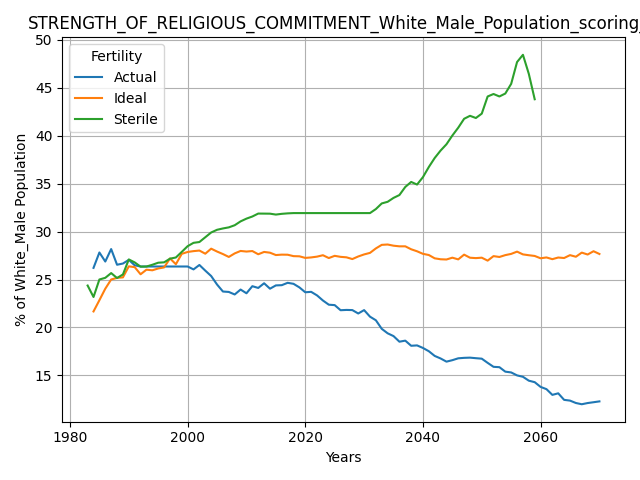 STRENGTH_OF_RELIGIOUS_COMMITMENT_White_Male_Population_scoring
Fertility
Actual
Ideal
Sterile
50
45
40
35
30
25
20
15
% of White_Male Population
1980
2000
2020
2040
2060
Years